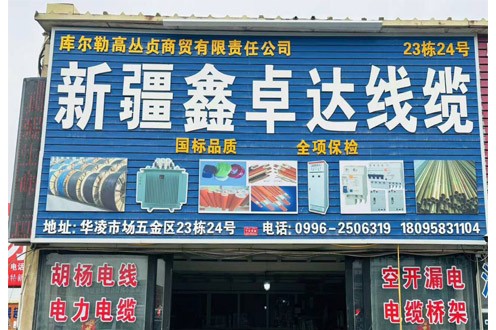 库尔勒高丛贞商贸有限责任公司 23栋24号
新疆鑫卓达线缆
国标品质 全项保检
地址: 华凌市场五金区23栋24号 电话: 0996-2506319 18095831104
胡杨电线
电力电缆
空开漏电
电缆桥架